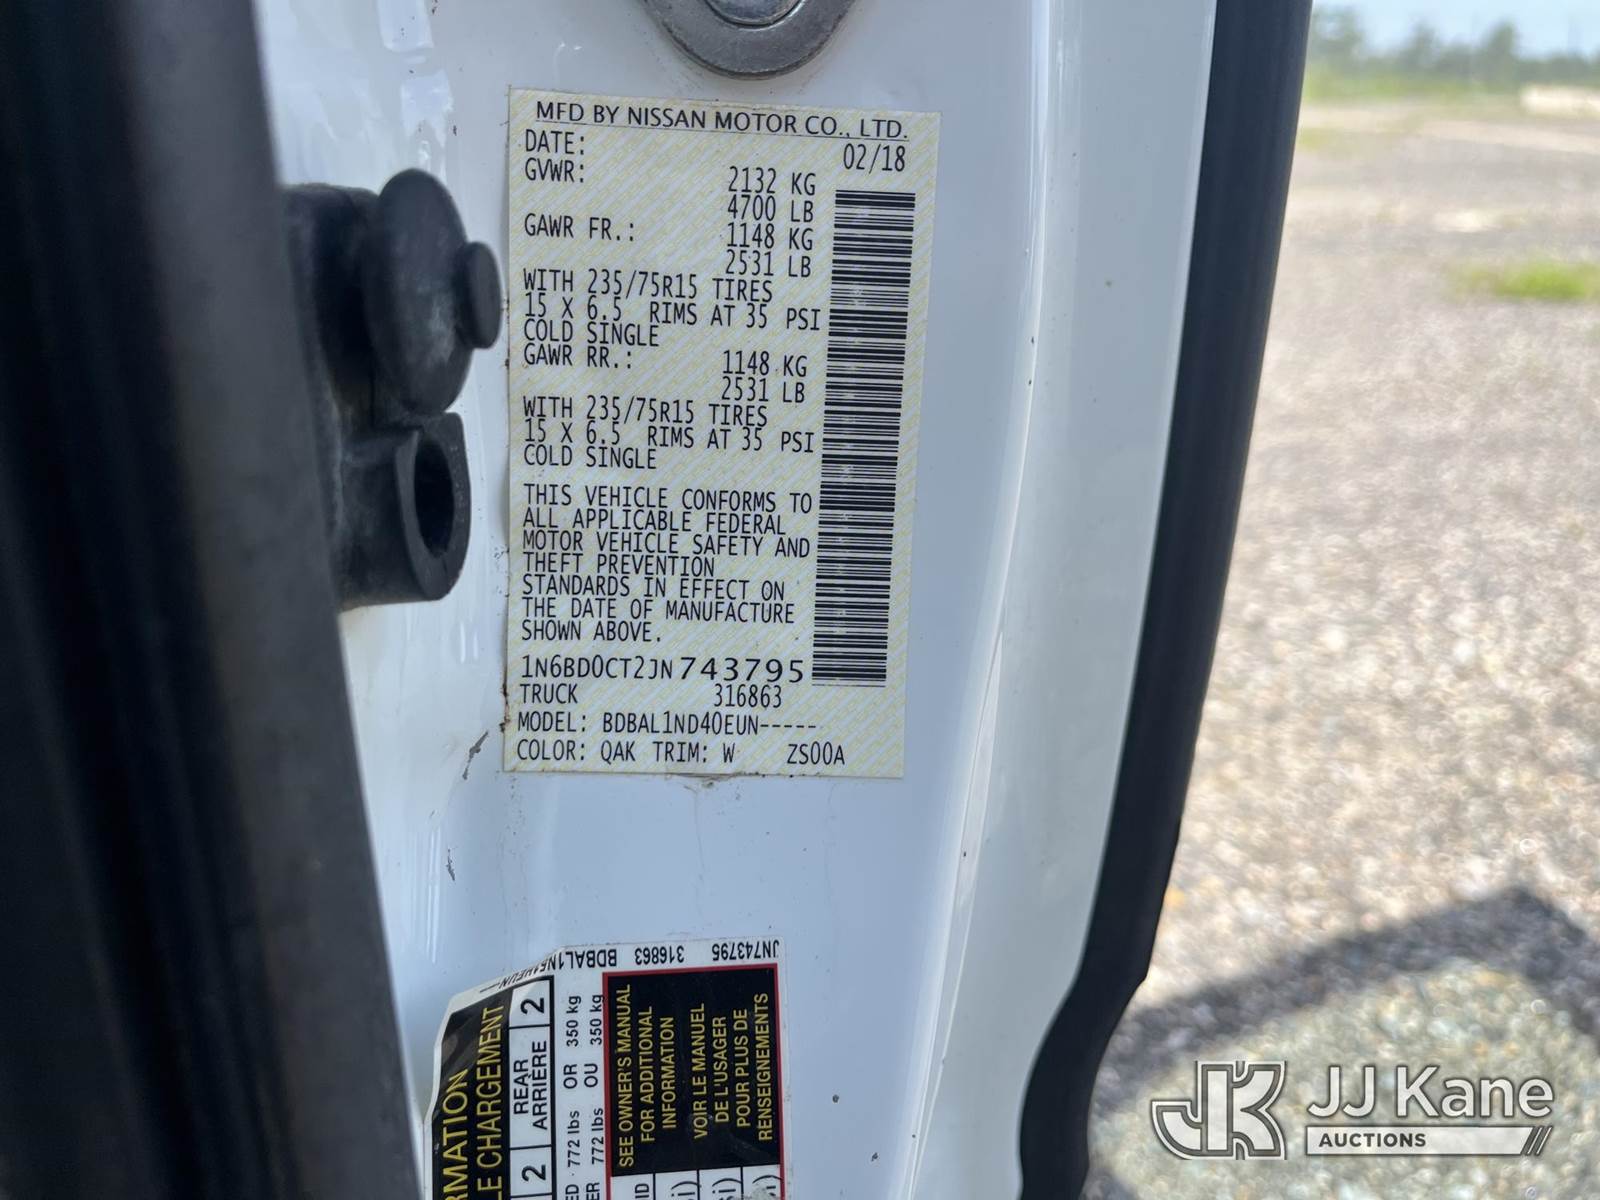 MFD BY NISSAN MOTOR CO., LTD.
DATE: 02/18
GVWR: 2132 KG
4700 LB
GAWR FR.: 1148 KG
2531 LB
WITH 235/75R15 TIRES
15 X 6.5 RIMS AT 35 PSI
COLD SINGLE
GAWR RR.: 1148 KG
2531 LB
WITH 235/75R15 TIRES
15 X 6.5 RIMS AT 35 PSI
COLD SINGLE
THIS VEHICLE CONFORMS TO
ALL APPLICABLE FEDERAL
MOTOR VEHICLE SAFETY AND
THEFT PREVENTION
STANDARDS IN EFFECT ON
THE DATE OF MANUFACTURE
SHOWN ABOVE.
1N6BD0CT2JN743795
TRUCK 316863
MODEL: BDBAL1ND40EUN-----
COLOR: QAK TRIM: W ZS00A
316863 JN743795
CHARGEMENT
2 REAR 2
ARRIÈRE
772 lbs OR 350 kg
772 lbs OU 350 kg
SEE OWNER'S MANUAL
FOR ADDITIONAL
INFORMATION
VOIR LE MANUEL
DE L'USAGER
POUR PLUS DE
RENSEIGNEMENTS
JJ Kane
AUCTIONS